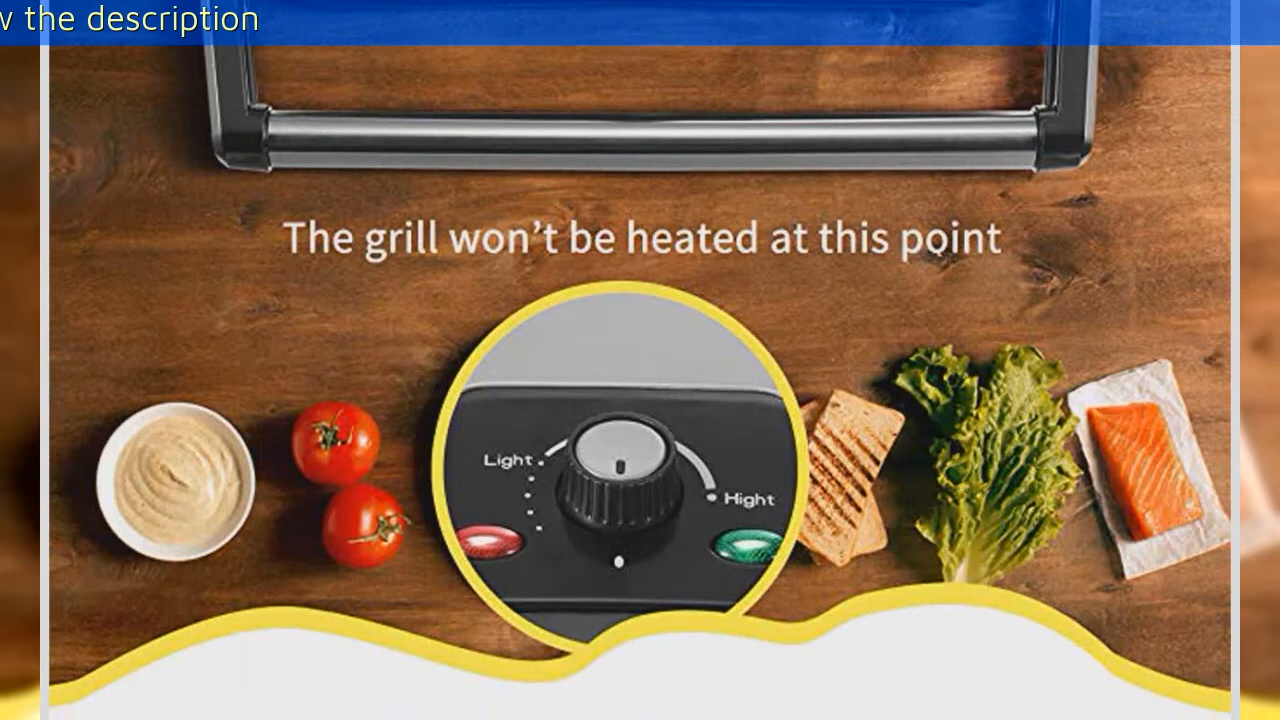 the description
The grill won’t be heated at this point
Light
Hight